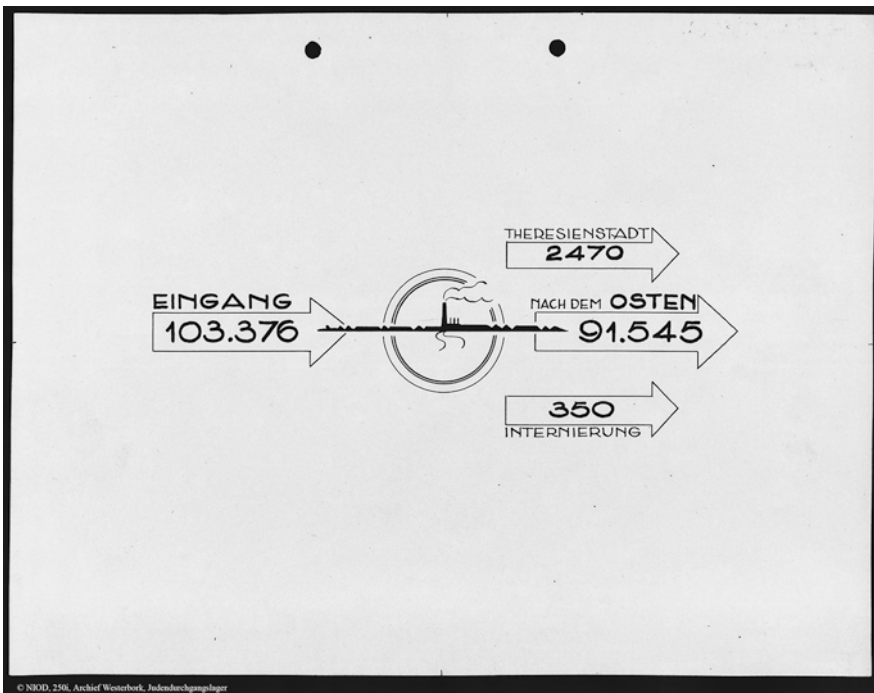 THERESIENSTADT
2470
EINGANG
103.376
NACH DEM OSTEN
91.545
350
INTERNIERUNG
© NIOD, 250i, Archief Westerbork, Judendurchgangslager